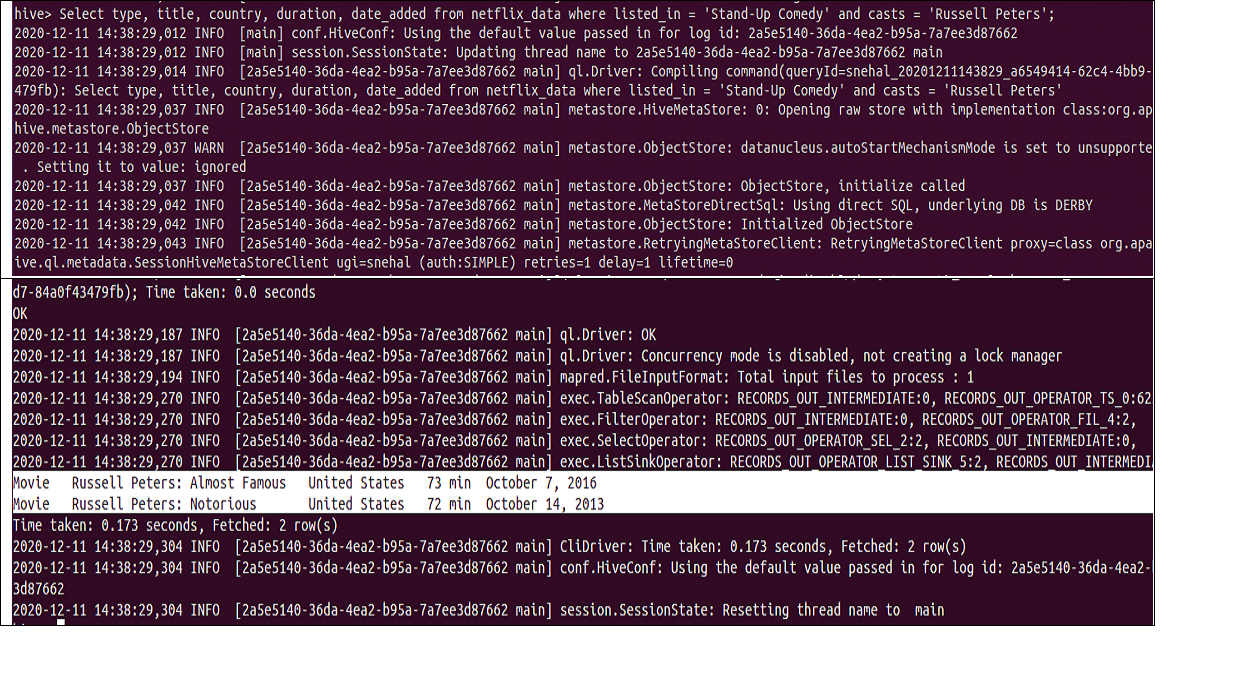 hive> Select type, title, country, duration, date_added from netflix_data where listed_in = 'Stand-Up Comedy' and casts = 'Russell Peters';
2020-12-11 14:38:29,012 INFO  [main] conf.HiveConf: Using the default value passed in for log id: 2a5e5140-36da-4ea2-b95a-7a7ee3d87662
2020-12-11 14:38:29,012 INFO  [main] session.SessionState: Updating thread name to 2a5e5140-36da-4ea2-b95a-7a7ee3d87662 main
2020-12-11 14:38:29,014 INFO  [2a5e5140-36da-4ea2-b95a-7a7ee3d87662 main] ql.Driver: Compiling command(queryId=snehal_20201211143829_a6549414-62c4-4bb9-
479fb): Select type, title, country, duration, date_added from netflix_data where listed_in = 'Stand-Up Comedy' and casts = 'Russell Peters'
2020-12-11 14:38:29,037 INFO  [2a5e5140-36da-4ea2-b95a-7a7ee3d87662 main] metastore.HiveMetaStore: 0: Opening raw store with implementation class:org.ap
hive.metastore.ObjectStore
2020-12-11 14:38:29,037 WARN  [2a5e5140-36da-4ea2-b95a-7a7ee3d87662 main] metastore.ObjectStore: datanucleus.autoStartMechanismMode is set to unsupporte
. Setting it to value: ignored
2020-12-11 14:38:29,037 INFO  [2a5e5140-36da-4ea2-b95a-7a7ee3d87662 main] metastore.ObjectStore: ObjectStore, initialize called
2020-12-11 14:38:29,042 INFO  [2a5e5140-36da-4ea2-b95a-7a7ee3d87662 main] metastore.MetaStoreDirectSql: Using direct SQL, underlying DB is DERBY
2020-12-11 14:38:29,042 INFO  [2a5e5140-36da-4ea2-b95a-7a7ee3d87662 main] metastore.ObjectStore: Initialized ObjectStore
2020-12-11 14:38:29,043 INFO  [2a5e5140-36da-4ea2-b95a-7a7ee3d87662 main] metastore.RetryingMetaStoreClient: RetryingMetaStoreClient proxy=class org.apa
ive.ql.metadata.SessionHiveMetaStoreClient ugi=snehal (auth:SIMPLE) retries=1 delay=1 lifetime=0
d7-84a0f43479fb); Time taken: 0.0 seconds
OK
2020-12-11 14:38:29,187 INFO  [2a5e5140-36da-4ea2-b95a-7a7ee3d87662 main] ql.Driver: OK
2020-12-11 14:38:29,187 INFO  [2a5e5140-36da-4ea2-b95a-7a7ee3d87662 main] ql.Driver: Concurrency mode is disabled, not creating a lock manager
2020-12-11 14:38:29,194 INFO  [2a5e5140-36da-4ea2-b95a-7a7ee3d87662 main] mapred.FileInputFormat: Total input files to process : 1
2020-12-11 14:38:29,270 INFO  [2a5e5140-36da-4ea2-b95a-7a7ee3d87662 main] exec.TableScanOperator: RECORDS_OUT_INTERMEDIATE:0, RECORDS_OUT_OPERATOR_TS_0:62
2020-12-11 14:38:29,270 INFO  [2a5e5140-36da-4ea2-b95a-7a7ee3d87662 main] exec.FilterOperator: RECORDS_OUT_INTERMEDIATE:0, RECORDS_OUT_OPERATOR_FIL_4:2,
2020-12-11 14:38:29,270 INFO  [2a5e5140-36da-4ea2-b95a-7a7ee3d87662 main] exec.SelectOperator: RECORDS_OUT_OPERATOR_SEL_2:2, RECORDS_OUT_INTERMEDIATE:0,
2020-12-11 14:38:29,270 INFO  [2a5e5140-36da-4ea2-b95a-7a7ee3d87662 main] exec.ListSinkOperator: RECORDS_OUT_OPERATOR_LIST_SINK_5:2, RECORDS_OUT_INTERMEDI
Movie   Russell Peters: Almost Famous   United States   73 min  October 7, 2016
Movie   Russell Peters: Notorious       United States   72 min  October 14, 2013
Time taken: 0.173 seconds, Fetched: 2 row(s)
2020-12-11 14:38:29,304 INFO  [2a5e5140-36da-4ea2-b95a-7a7ee3d87662 main] CliDriver: Time taken: 0.173 seconds, Fetched: 2 row(s)
2020-12-11 14:38:29,304 INFO  [2a5e5140-36da-4ea2-b95a-7a7ee3d87662 main] conf.HiveConf: Using the default value passed in for log id: 2a5e5140-36da-4ea2-
3d87662
2020-12-11 14:38:29,304 INFO  [2a5e5140-36da-4ea2-b95a-7a7ee3d87662 main] session.SessionState: Resetting thread name to  main